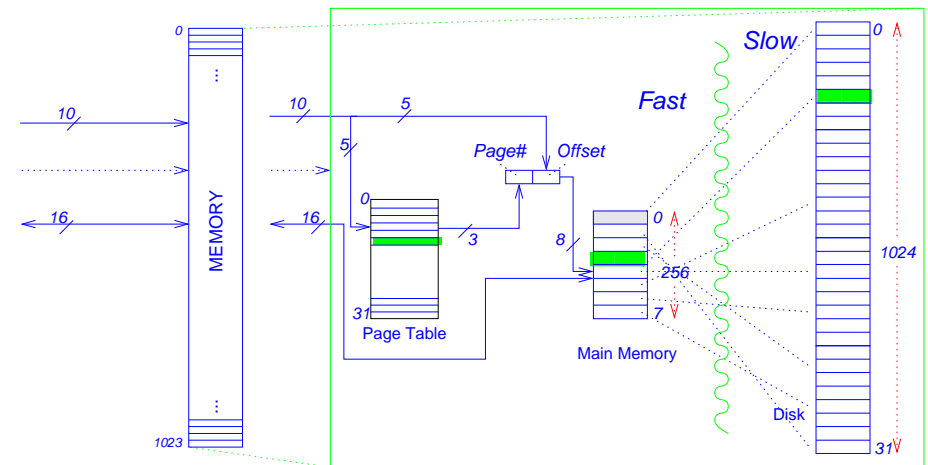 0
...
10
16
MEMORY
...
1023
10
5
5
16
Page#
Offset
0
3
31
Page Table
8
Fast
Slow
0
256
7
Main Memory
0
1024
31
Disk